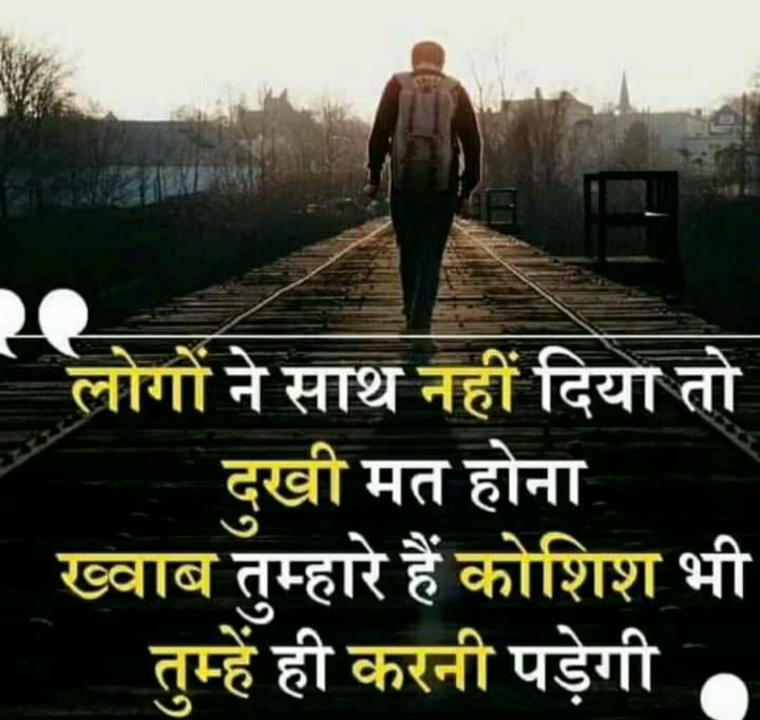 लोगों ने साथ नहीं दिया तो
दुखी मत होना
ख्वाब तुम्हारे हैं कोशिश भी
तुम्हें ही करनी पड़ेगी